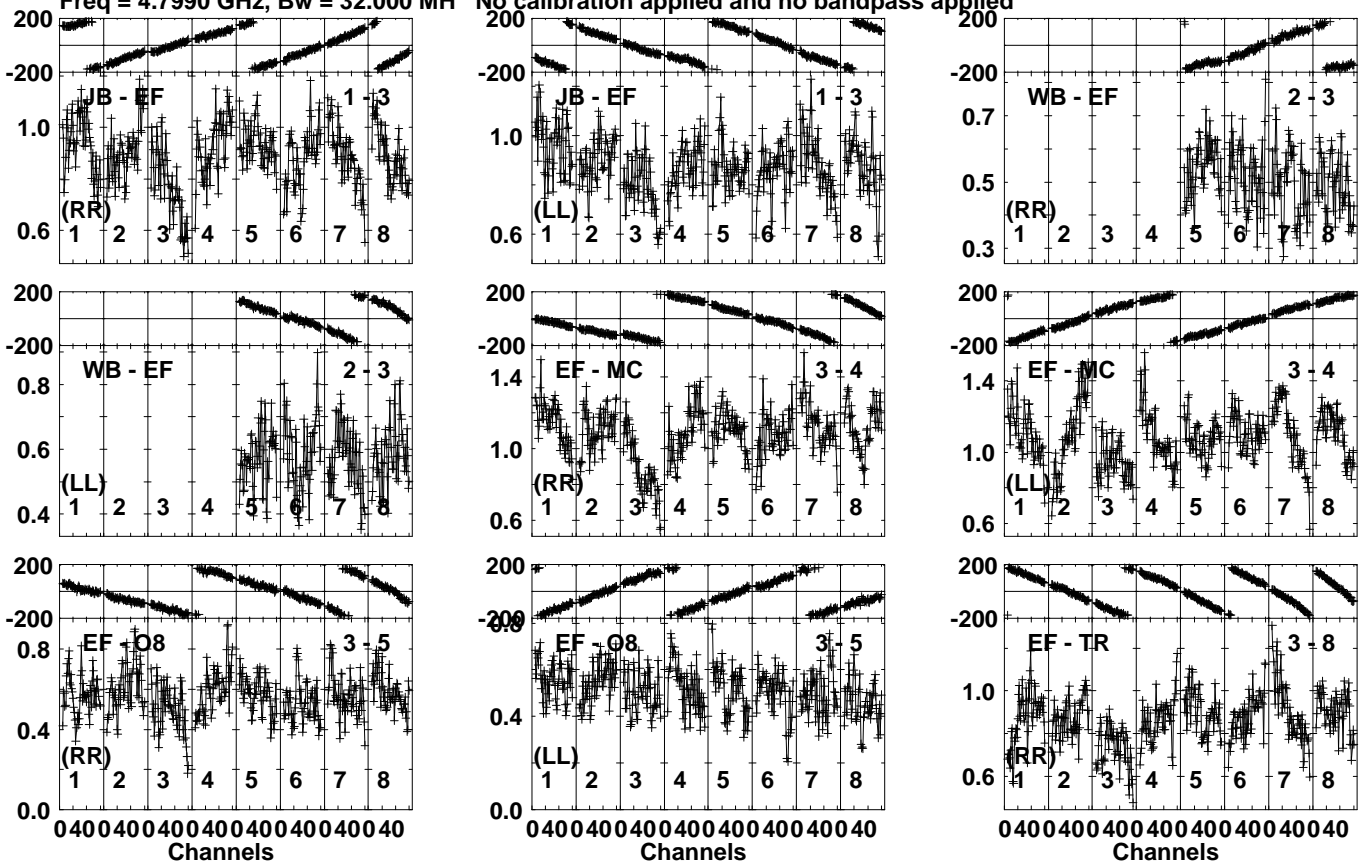 Freq = 4.7990 GHz, Bw = 32.000 MH No calibration applied and no bandpass applied
200
-200
JB - EF 1 - 3
1.0
0.6
(RR)
1 2 3 4 5 6 7 8
200
-200
JB - EF 1 - 3
1.0
0.6
(LL)
1 2 3 4 5 6 7 8
200
-200
WB - EF 2 - 3
0.7
0.5
0.3
(RR)
1 2 3 4 5 6 7 8
200
-200
WB - EF 2 - 3
0.8
0.6
0.4
(LL)
1 2 3 4 5 6 7 8
200
-200
EF - MC 3 - 4
1.4
1.0
0.6
(RR)
1 2 3 4 5 6 7 8
200
-200
EF - MC 3 - 4
1.4
1.0
0.6
(LL)
1 2 3 4 5 6 7 8
200
-200
EF - O8 3 - 5
0.8
0.4
0.0
(RR)
1 2 3 4 5 6 7 8
0 40 0 40 0 40 0 40 0 40 0 40 0 40 0 40
Channels
200
-200
0.8
EF - O8 3 - 5
0.4
(LL)
1 2 3 4 5 6 7 8
0 40 0 40 0 40 0 40 0 40 0 40 0 40 0 40
Channels
200
-200
EF - TR 3 - 8
1.0
0.6
(RR)
1 2 3 4 5 6 7 8
0 40 0 40 0 40 0 40 0 40 0 40 0 40 0 40
Channels